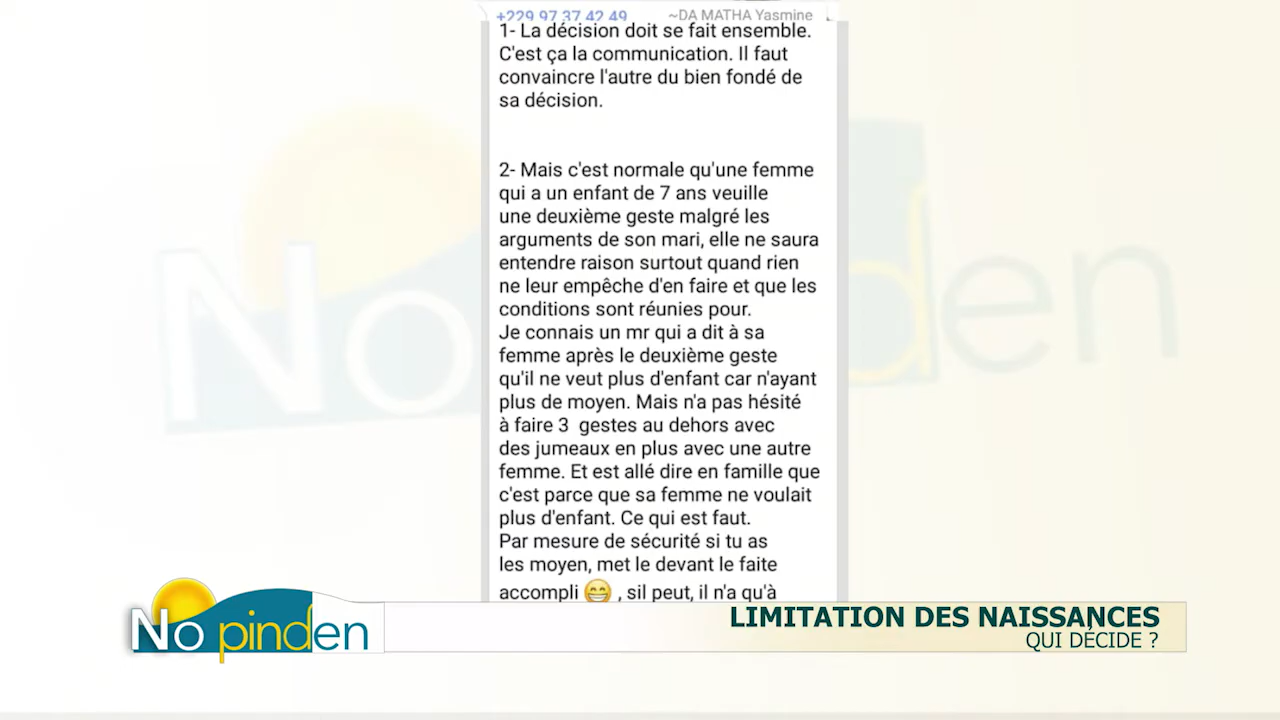 +229 97 37 42 49 ~DA MATHA Yasmine
1- La décision doit se fait ensemble.
C'est ça la communication. Il faut
convaincre l'autre du bien fondé de
sa décision.
2- Mais c'est normale qu'une femme
qui a un enfant de 7 ans veuille
une deuxième geste malgré les
arguments de son mari, elle ne saura
entendre raison surtout quand rien
ne leur empêche d'en faire et que les
conditions sont réunies pour.
Je connais un mr qui a dit à sa
femme après le deuxième geste
qu'il ne veut plus d'enfant car n'ayant
plus de moyen. Mais n'a pas hésité
à faire 3 gestes au dehors avec
des jumeaux en plus avec une autre
femme. Et est allé dire en famille que
c'est parce que sa femme ne voulait
plus d'enfant. Ce qui est faut.
Par mesure de sécurité si tu as
les moyen, met le devant le faite
accompli 😁 , sil peut, il n'a qu'à
No pinden
LIMITATION DES NAISSANCES
QUI DÉCIDE ?
No pinden